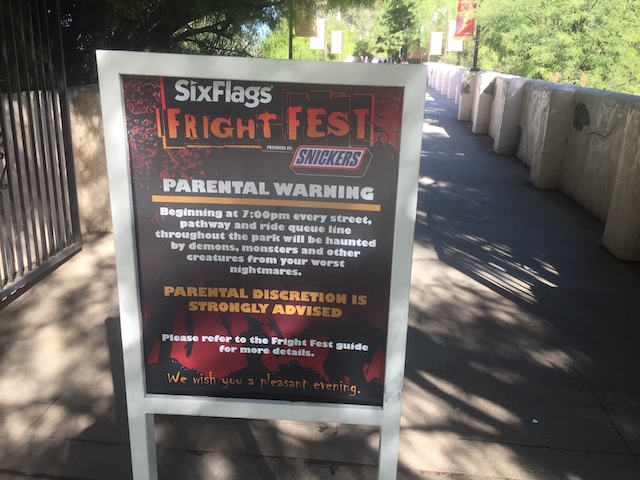 SixFlags
FRIGHT FEST
PRESENTED BY:
SNICKERS
PARENTAL WARNING
Beginning at 7:00pm every street,
pathway and ride queue line
throughout the park will be haunted
by demons, monsters and other
creatures from your worst
nightmares.
PARENTAL DISCRETION IS
STRONGLY ADVISED
Please refer to the Fright Fest guide
for more details.
We wish you a pleasant evening.